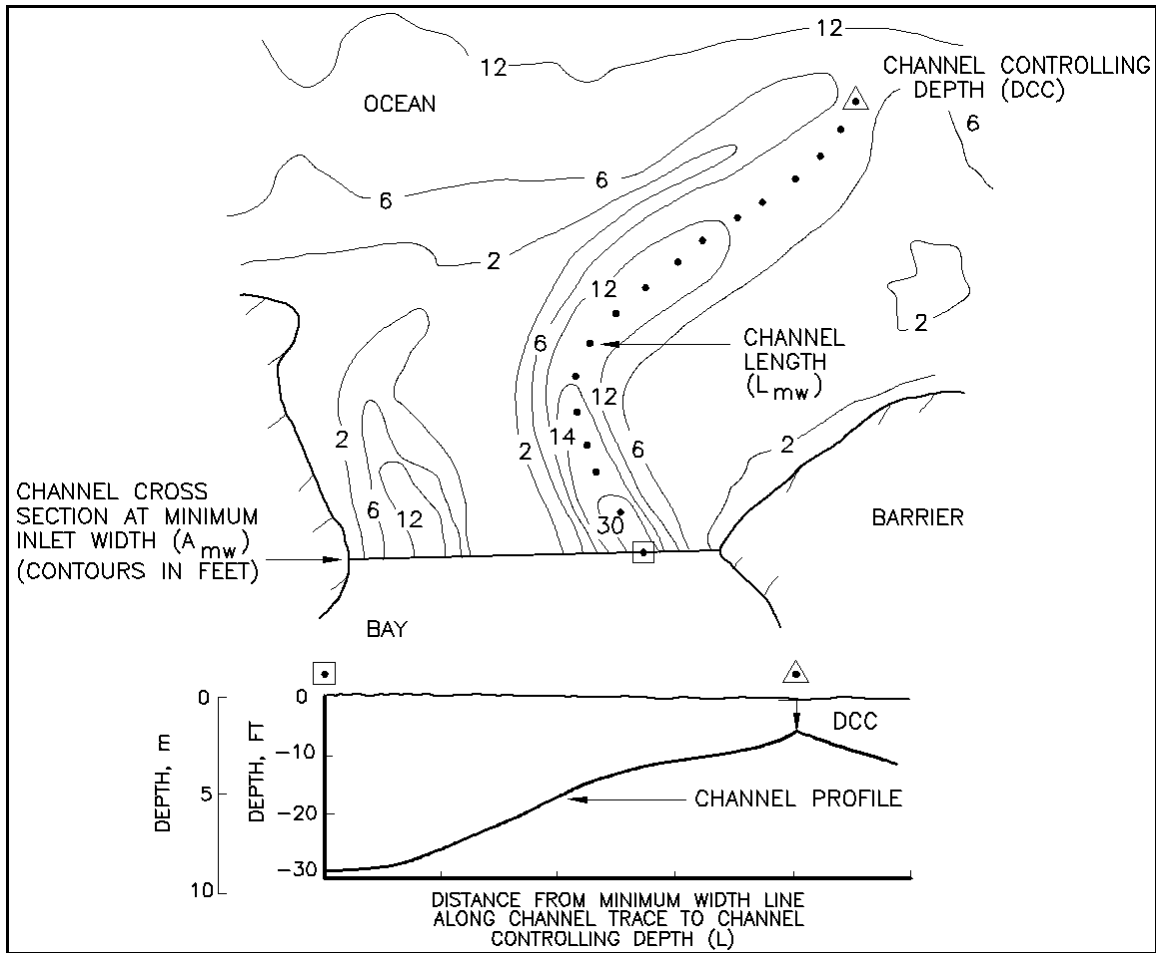 12
12
OCEAN
CHANNEL CONTROLLING
DEPTH (DCC)
6
6
6
2
12
2
6
CHANNEL
LENGTH
(Lmw)
12
14
2
2
6
2
CHANNEL CROSS
SECTION AT MINIMUM
INLET WIDTH (Amw)
(CONTOURS IN FEET)
6
12
30
BARRIER
BAY
0
0
DCC
DEPTH, m
DEPTH, FT
-10
5
CHANNEL PROFILE
-20
-30
10
DISTANCE FROM MINIMUM WIDTH LINE
ALONG CHANNEL TRACE TO CHANNEL
CONTROLLING DEPTH (L)